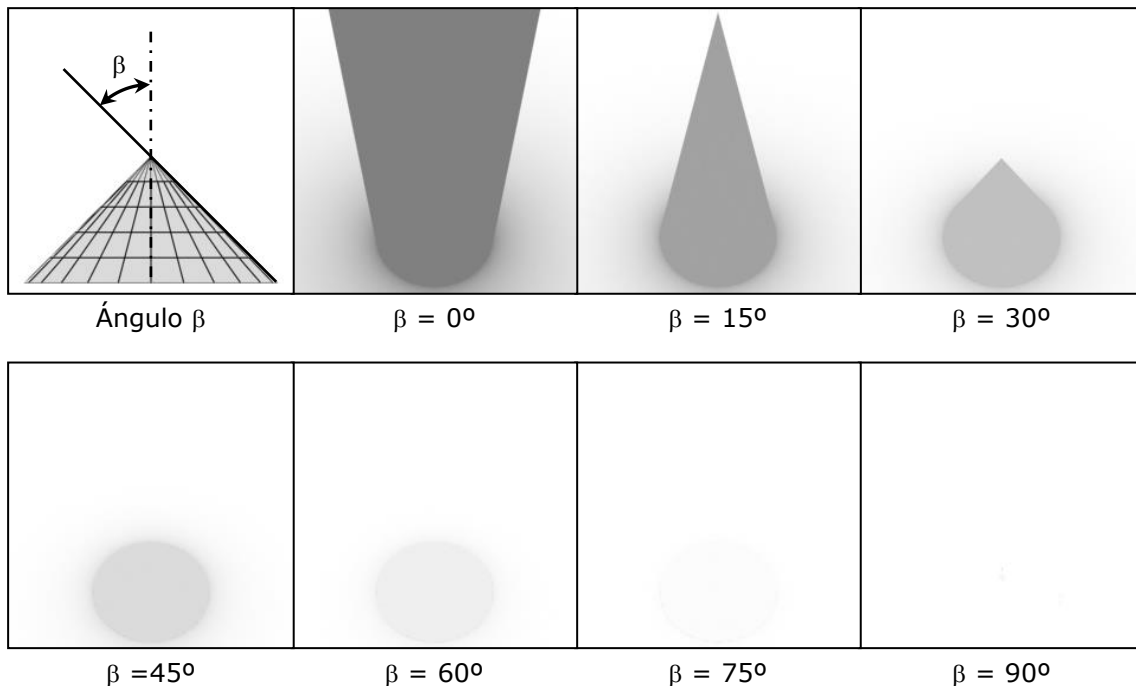 β
Ángulo β
β = 0º
β = 15º
β = 30º
β =45º
β = 60º
β = 75º
β = 90º